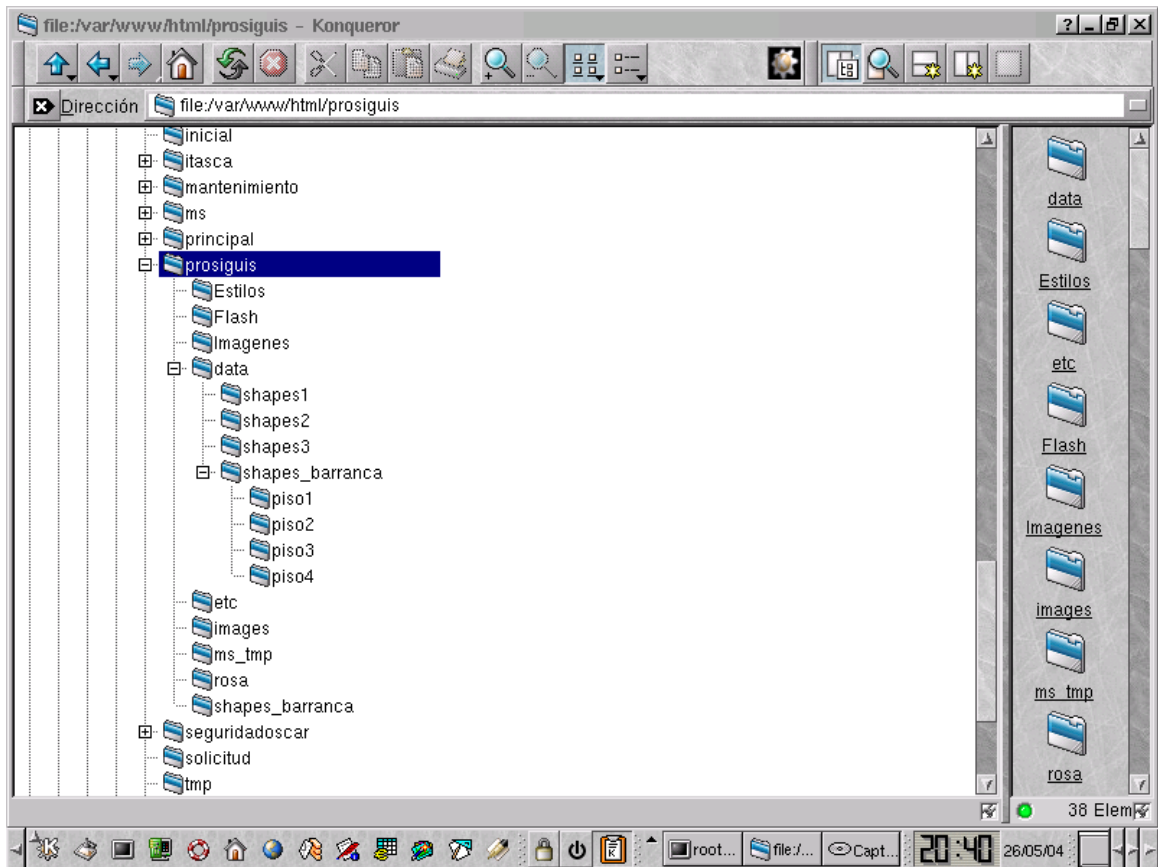 file:/var/www/html/prosiguis - Konqueror
Dirección file:/var/www/html/prosiguis
inicial
itasca
mantenimiento
ms
principal
prosiguis
Estilos
Flash
Imagenes
data
shapes1
shapes2
shapes3
shapes_barranca
piso1
piso2
piso3
piso4
etc
images
ms_tmp
rosa
shapes_barranca
seguridadoscar
solicitud
tmp
data
Estilos
etc
Flash
Imagenes
images
ms_tmp
rosa
38 Elem
root... file:/... Capt... 20:40 26/05/04